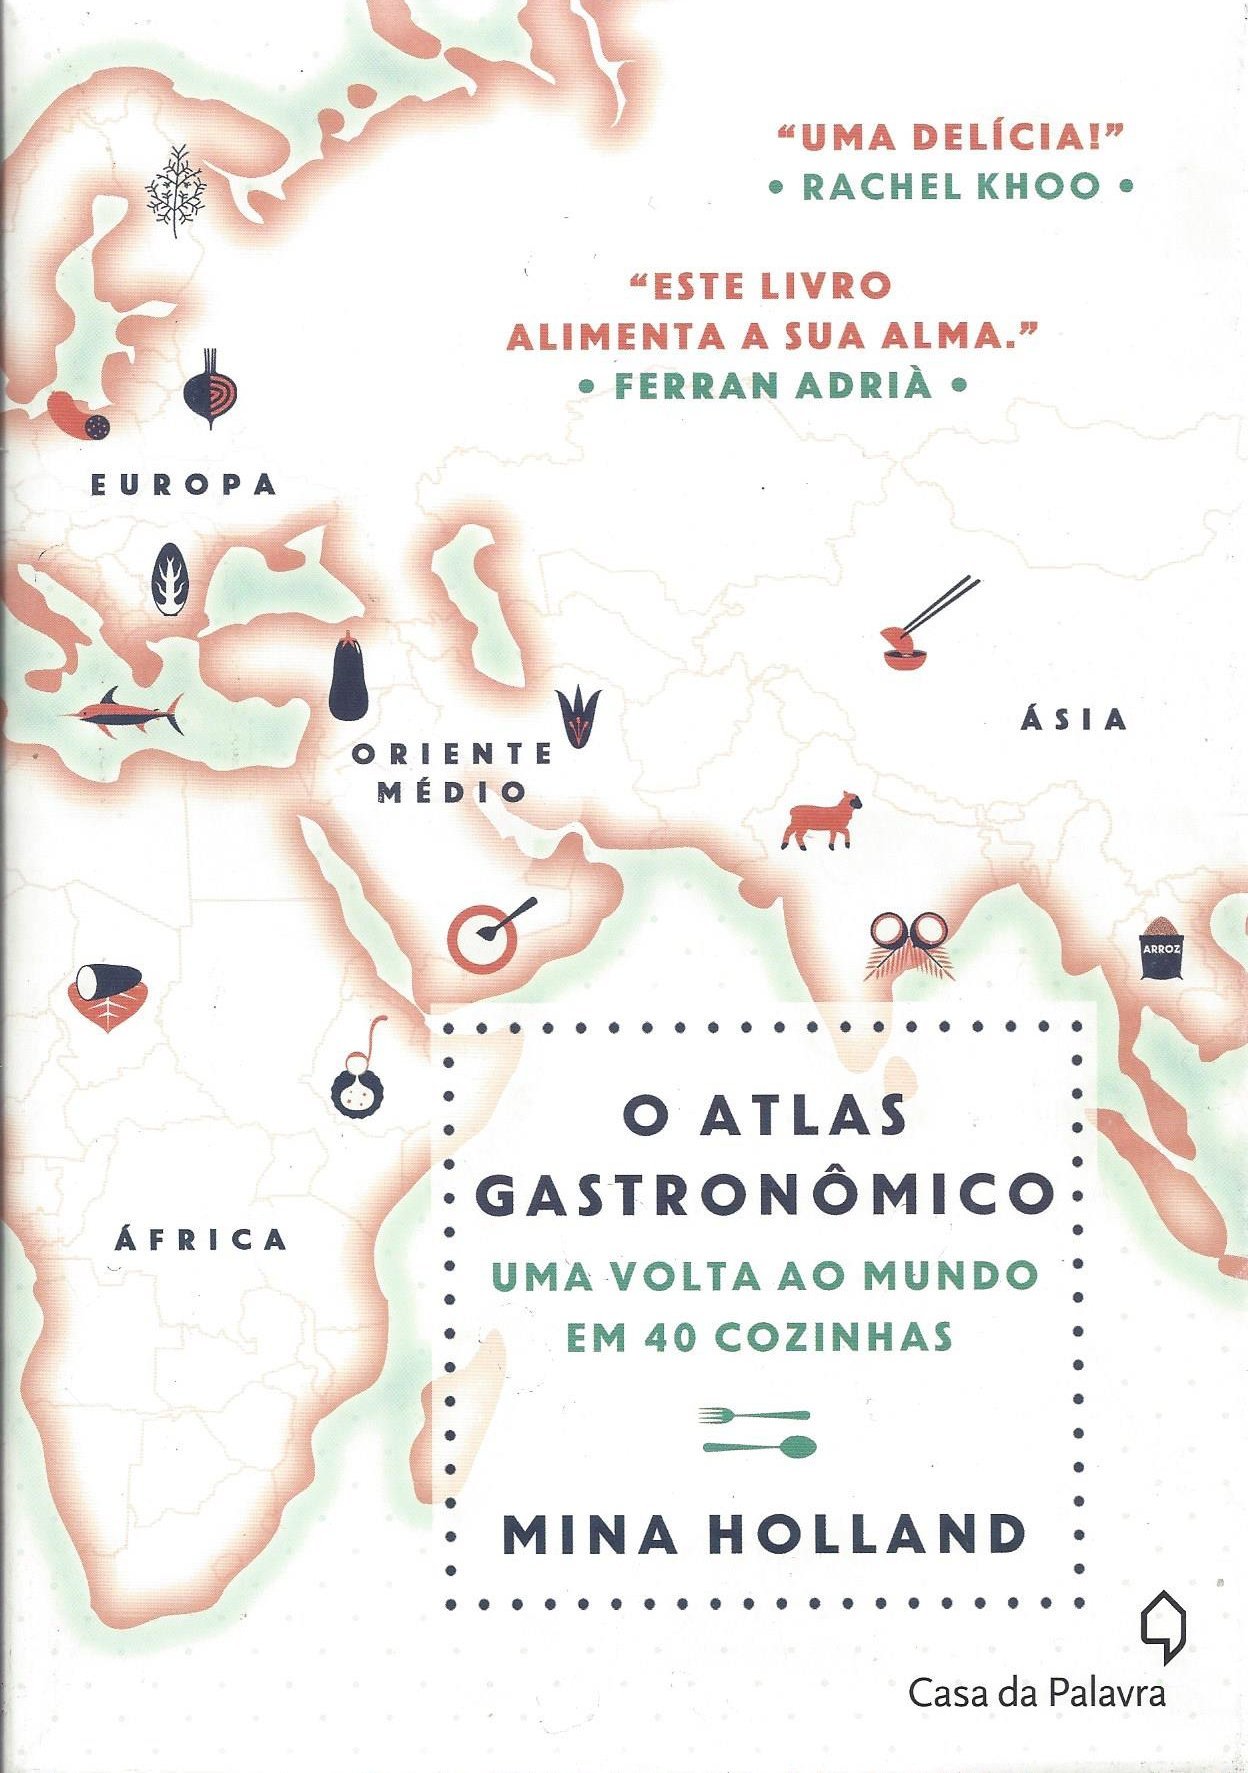 “UMA DELÍCIA!”
• RACHEL KHOO •
“ESTE LIVRO
ALIMENTA A SUA ALMA.”
• FERRAN ADRIÀ •
EUROPA
ÁSIA
ORIENTE
MÉDIO
ARROZ
ÁFRICA
O ATLAS
GASTRONÔMICO
UMA VOLTA AO MUNDO
EM 40 COZINHAS
MINA HOLLAND
Casa da Palavra